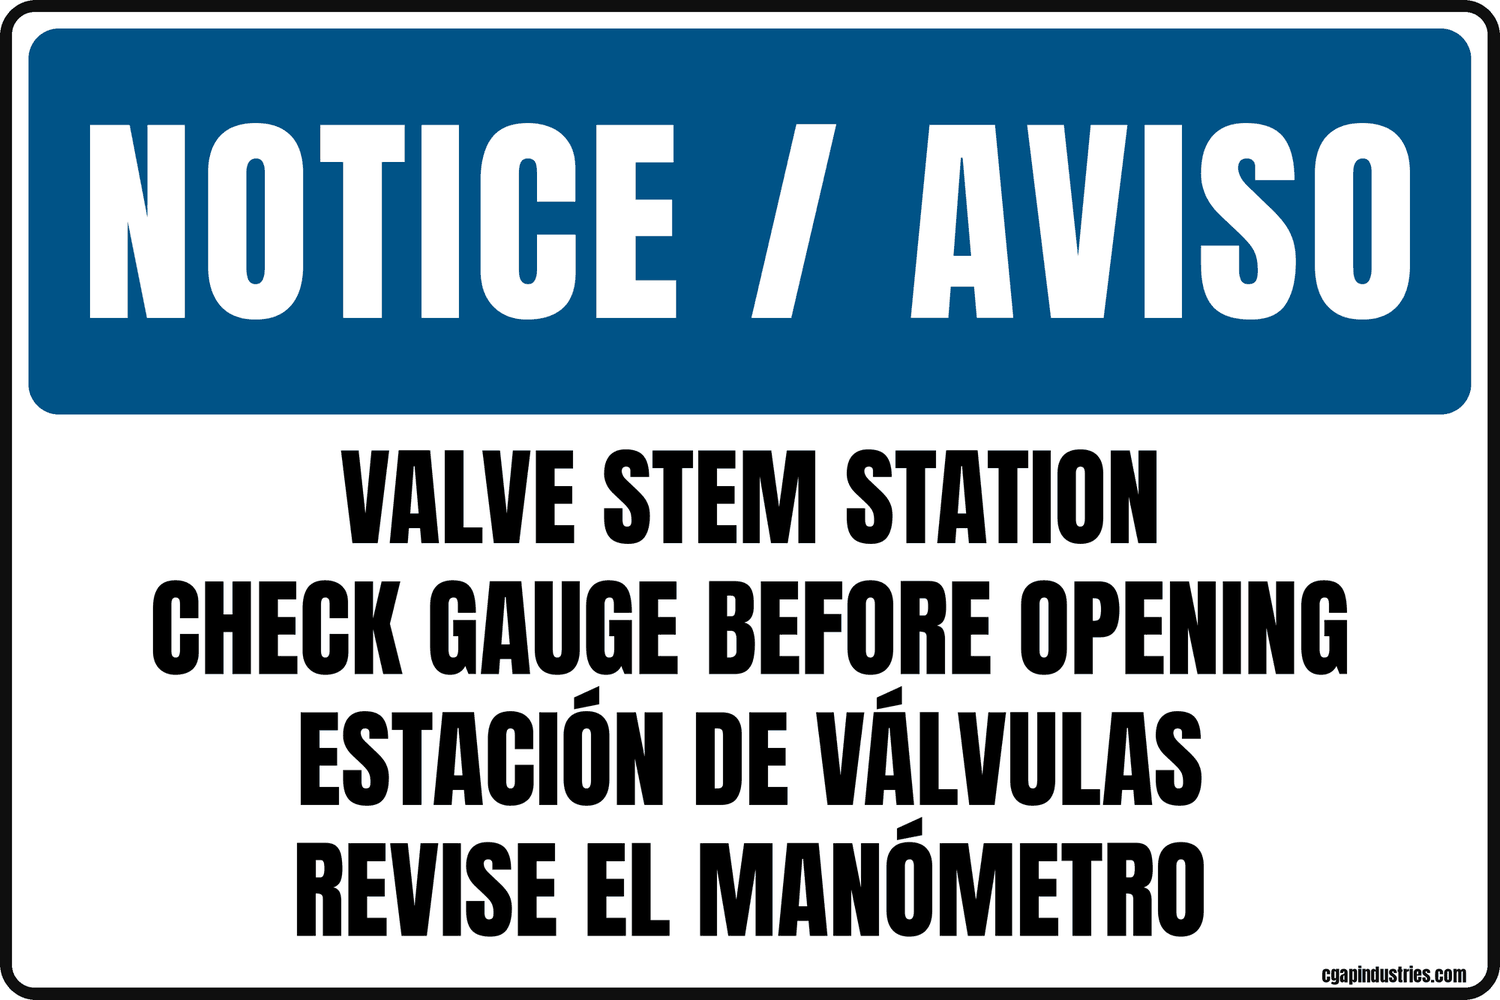 NOTICE / AVISO
VALVE STEM STATION
CHECK GAUGE BEFORE OPENING
ESTACIÓN DE VÁLVULAS
REVISE EL MANÓMETRO
cgapindustries.com